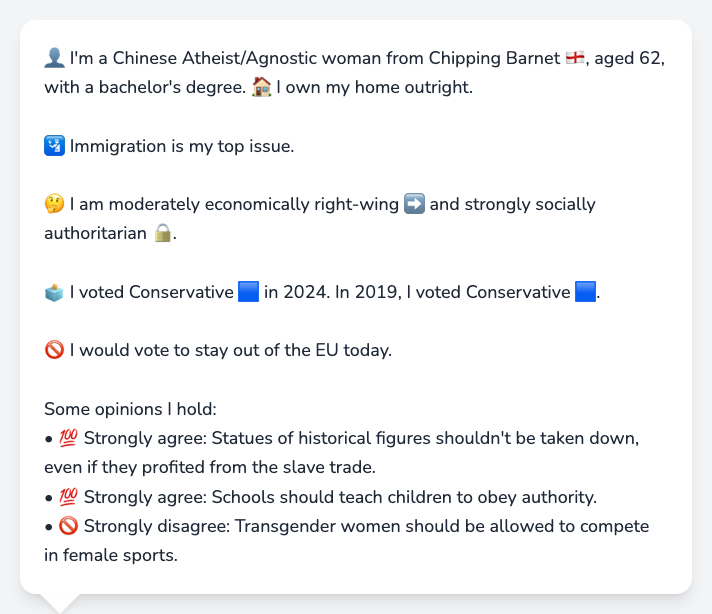 👤 I'm a Chinese Atheist/Agnostic woman from Chipping Barnet 🏴󠁧󠁢󠁥󠁮󠁧󠁿, aged 62,
with a bachelor's degree. 🏠 I own my home outright.
🛂 Immigration is my top issue.
🤔 I am moderately economically right-wing ➡️ and strongly socially
authoritarian 🔒.
🗳️ I voted Conservative 🟦 in 2024. In 2019, I voted Conservative 🟦.
🚫 I would vote to stay out of the EU today.
Some opinions I hold:
• 💯 Strongly agree: Statues of historical figures shouldn't be taken down,
even if they profited from the slave trade.
• 💯 Strongly agree: Schools should teach children to obey authority.
• 🚫 Strongly disagree: Transgender women should be allowed to compete
in female sports.